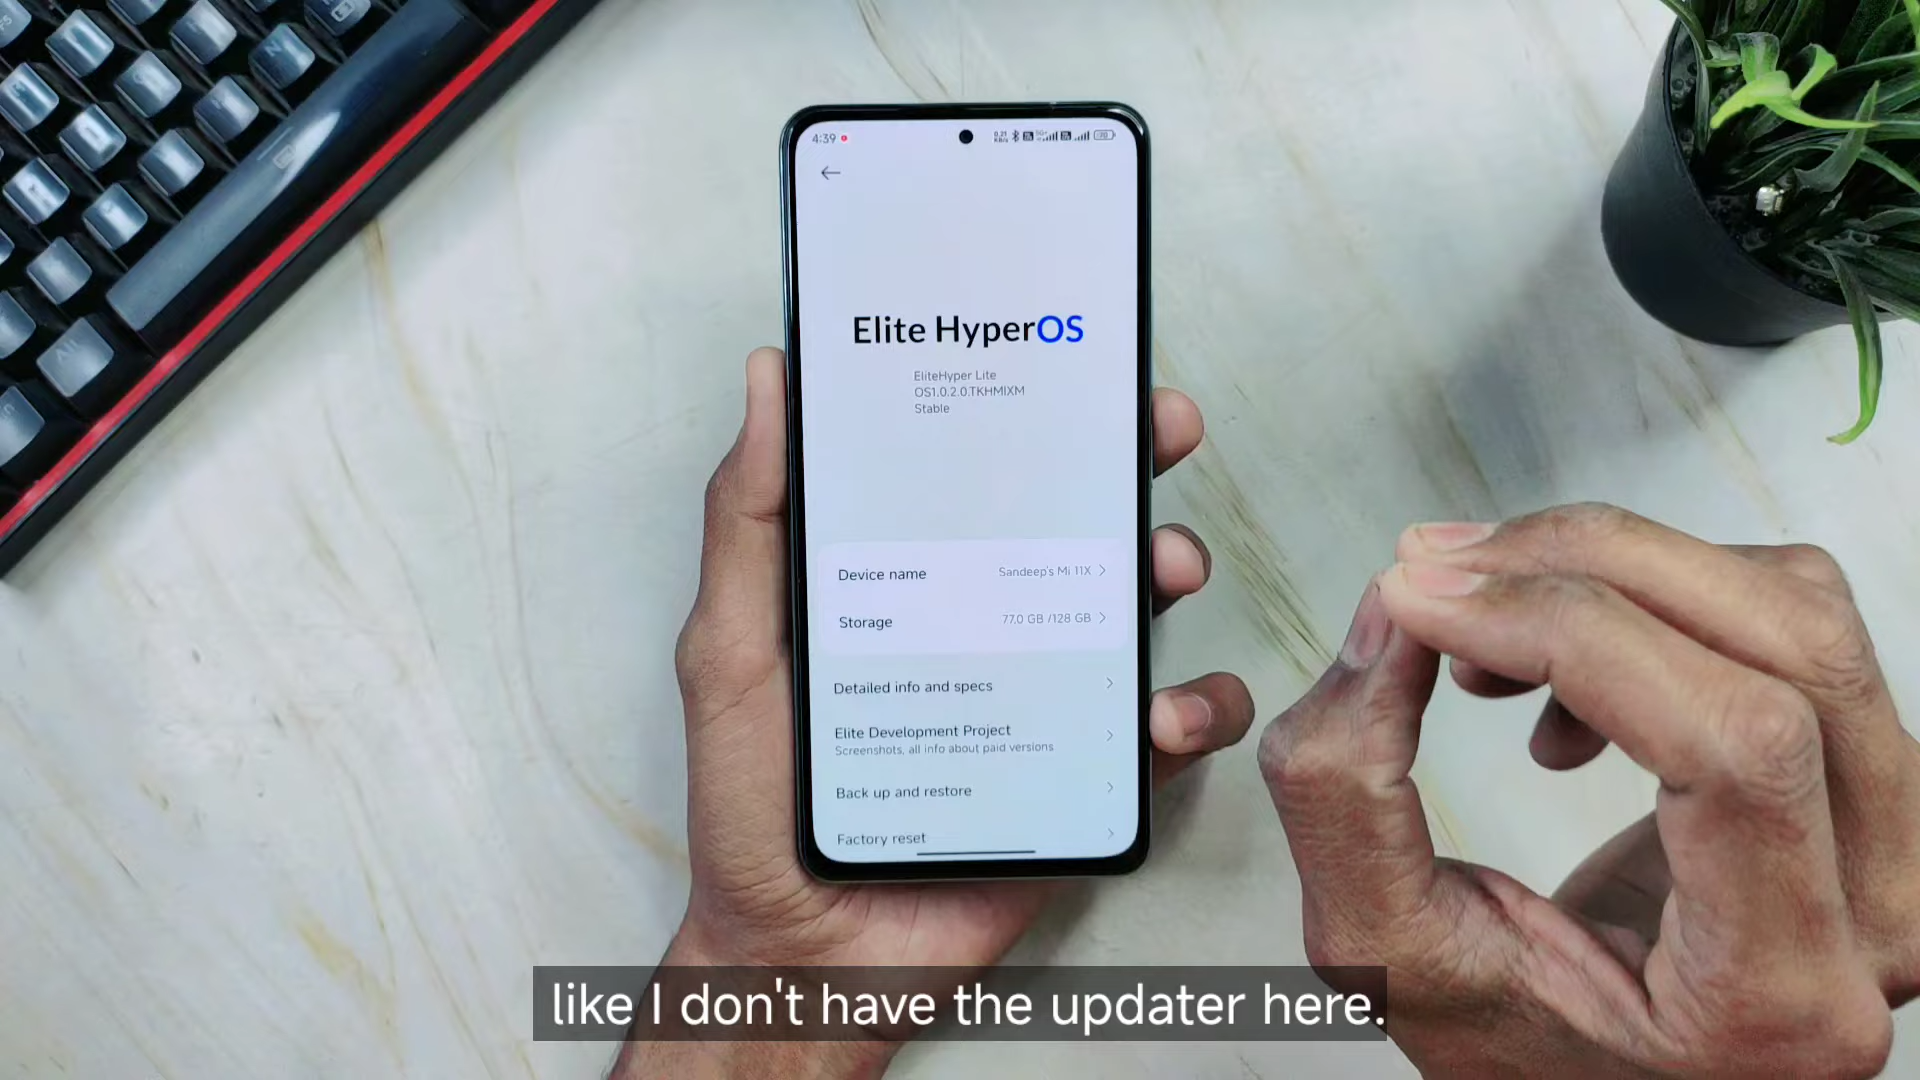 4:39
Elite HyperOS
EliteHyper Lite
OS1.0.2.0.TKHMIXM
Stable
Device name
Sandeep's Mi 11X
Storage
77.0 GB /128 GB
Detailed info and specs
Elite Development Project
Screenshots, all info about paid versions
Back up and restore
Factory reset
like I don't have the updater here.